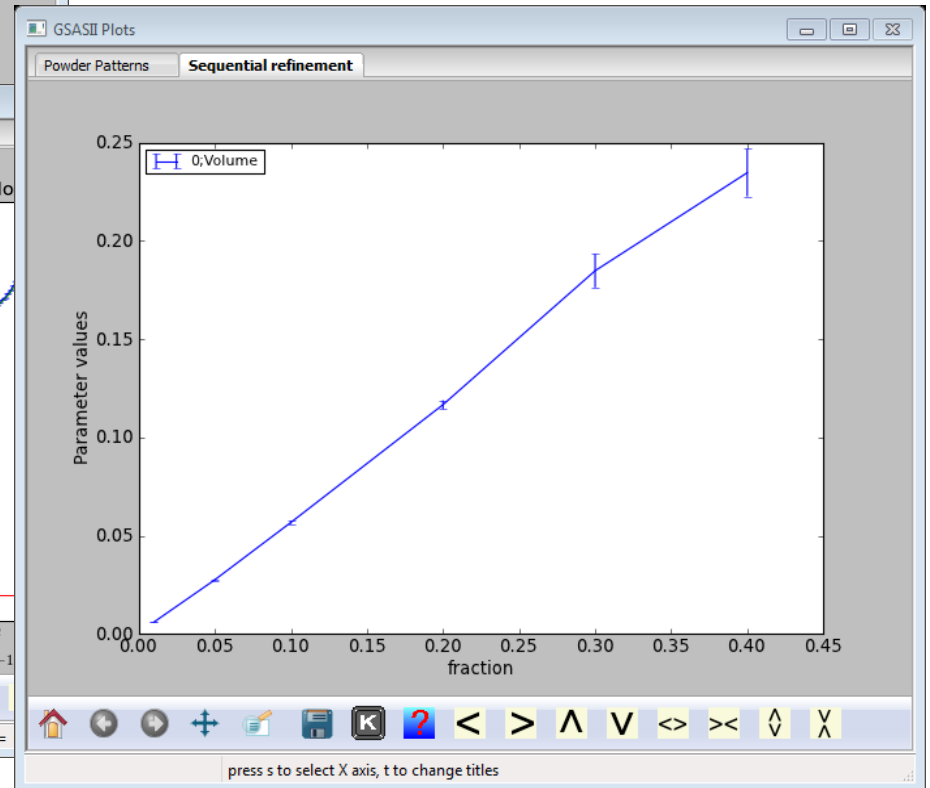 GSASII Plots
Powder Patterns
Sequential refinement
lo
0;Volume
0.25
0.20
0.15
0.10
0.05
0.00
Parameter values
0.00 0.05 0.10 0.15 0.20 0.25 0.30 0.35 0.40 0.45
fraction
−1
K ? < > Λ V <> ><
=
press s to select X axis, t to change titles